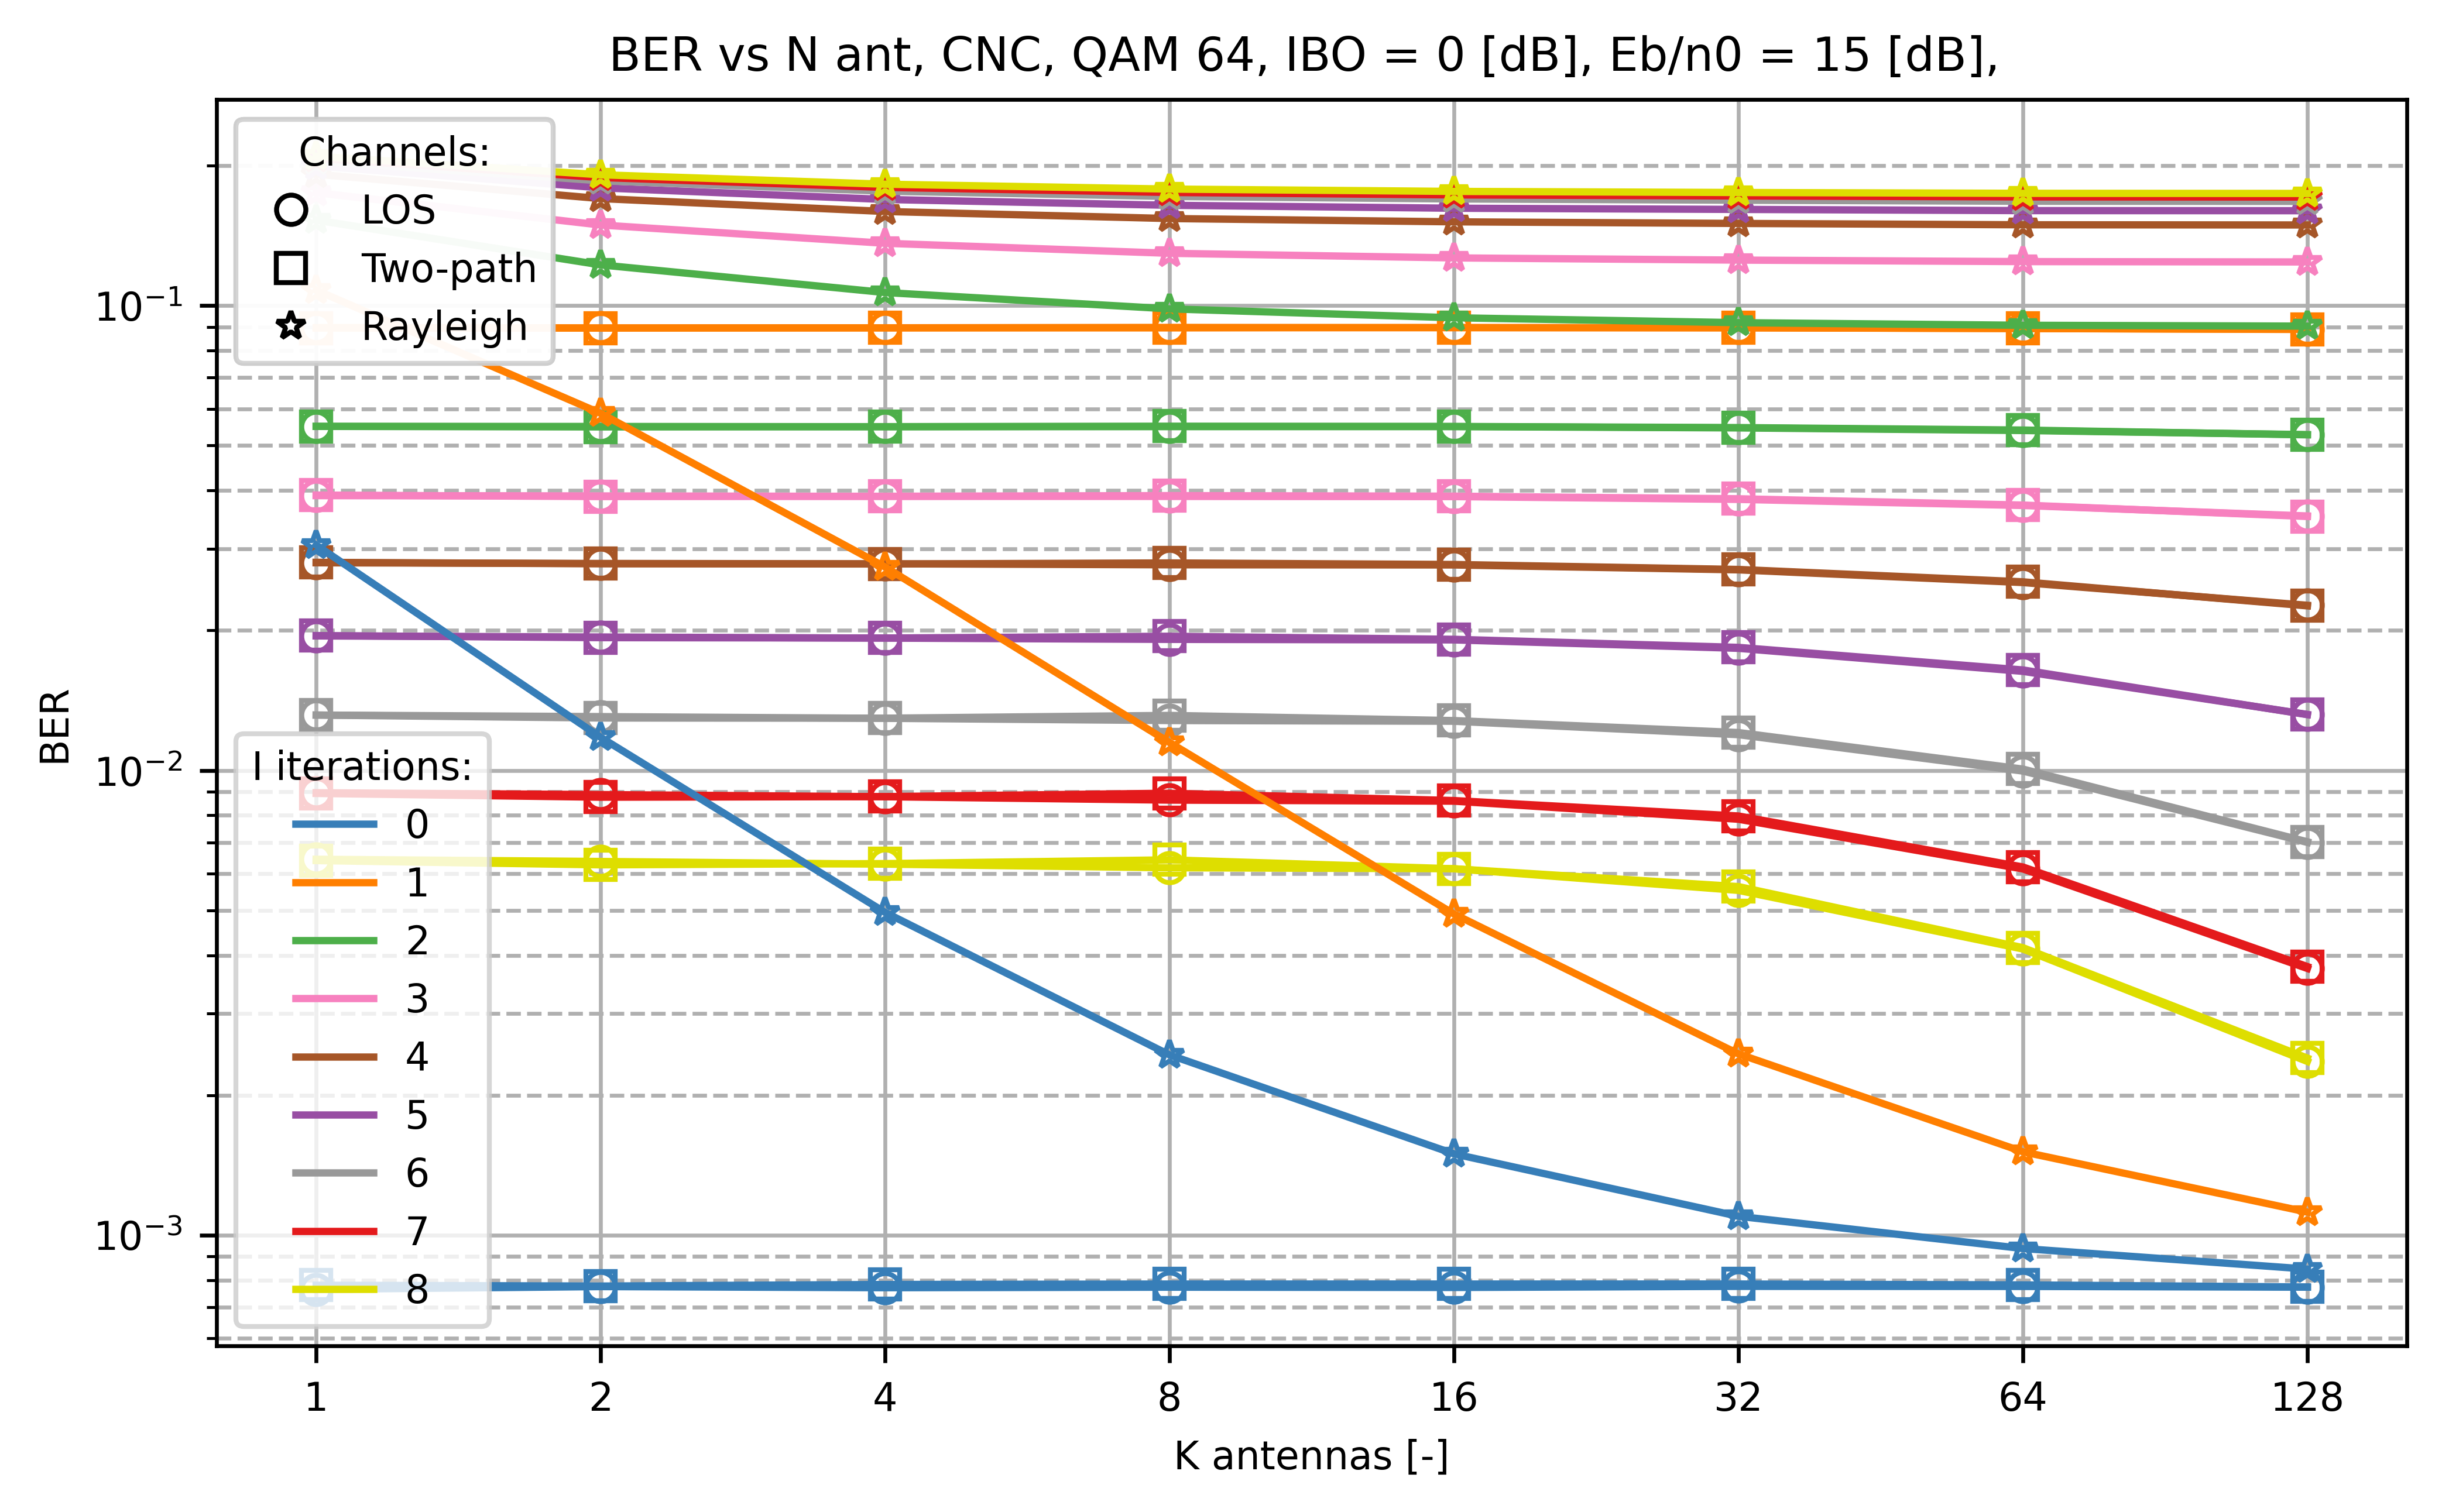 BER vs N ant, CNC, QAM 64, IBO = 0 [dB], Eb/n0 = 15 [dB],
Channels:
LOS
Two-path
Rayleigh
10⁻¹
BER
10⁻²
I iterations:
0
1
2
3
4
5
6
7
8
10⁻³
1 2 4 8 16 32 64 128
K antennas [-]